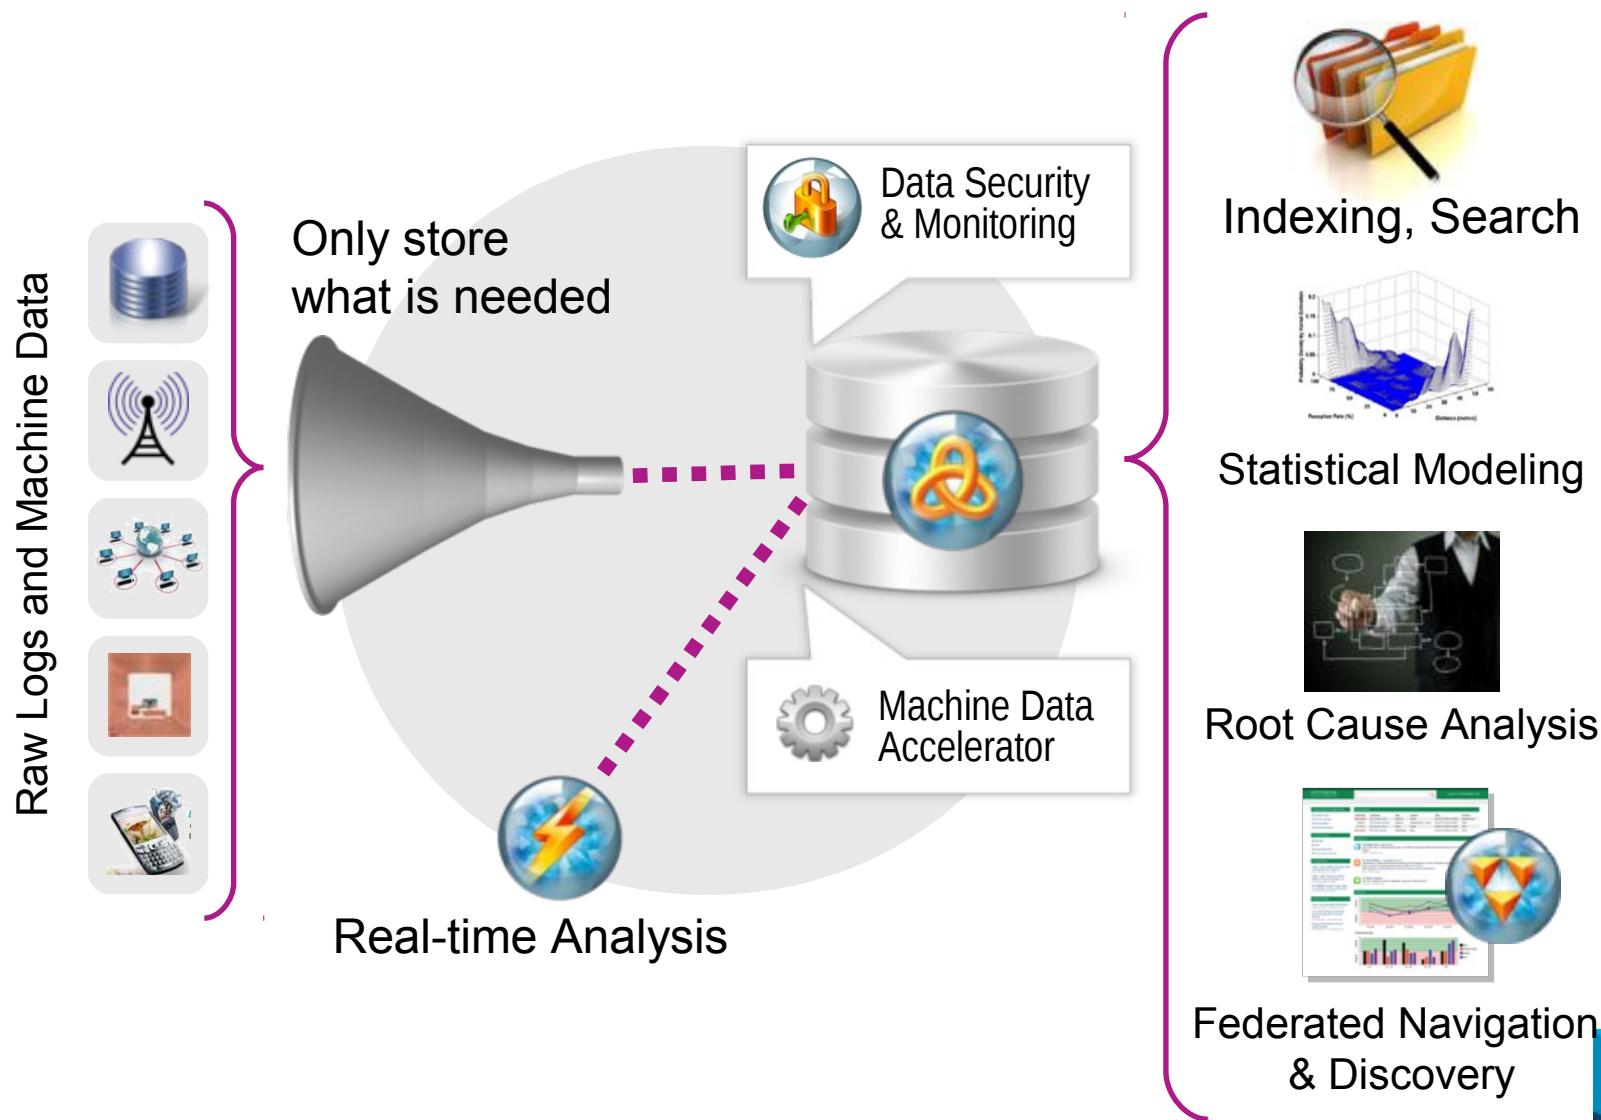 Raw Logs and Machine Data
Only store
what is needed
Data Security
& Monitoring
Machine Data
Accelerator
Real-time Analysis
Indexing, Search
Statistical Modeling
Root Cause Analysis
Federated Navigation
& Discovery